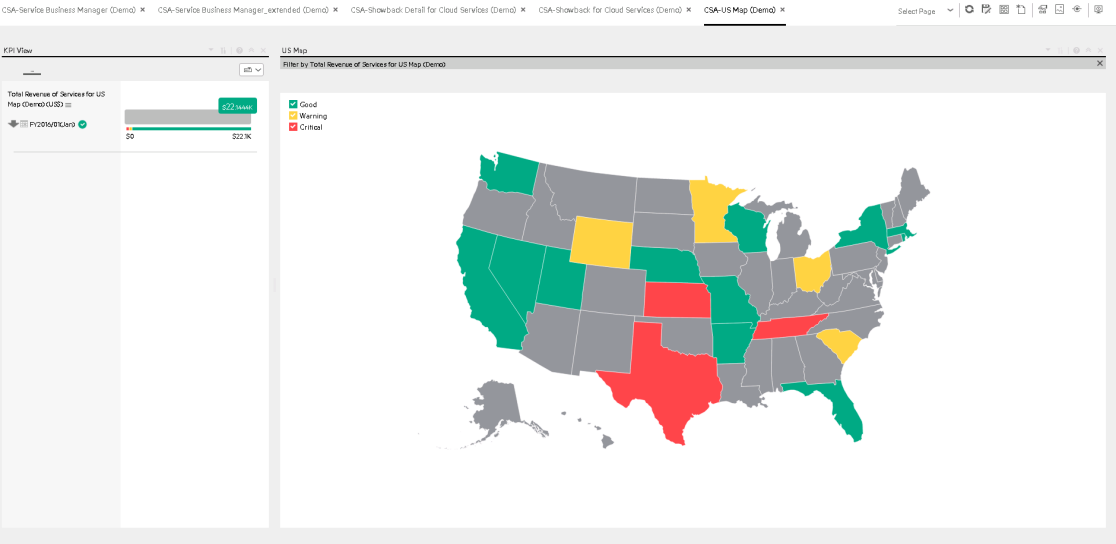 CSA-Service Business Manager (Demo) ×
CSA-Service Business Manager_extended (Demo) ×
CSA-Showback Detail for Cloud Services (Demo) ×
CSA-Showback for Cloud Services (Demo) ×
CSA-US Map (Demo) ×
Select Page
KPI View
Total Revenue of Services for US
Map (Demo) (US$)
FY2016/01(Jan)
$22.1444K
$0
$22.1K
US Map
Filter by Total Revenue of Services for US Map (Demo)
Good
Warning
Critical